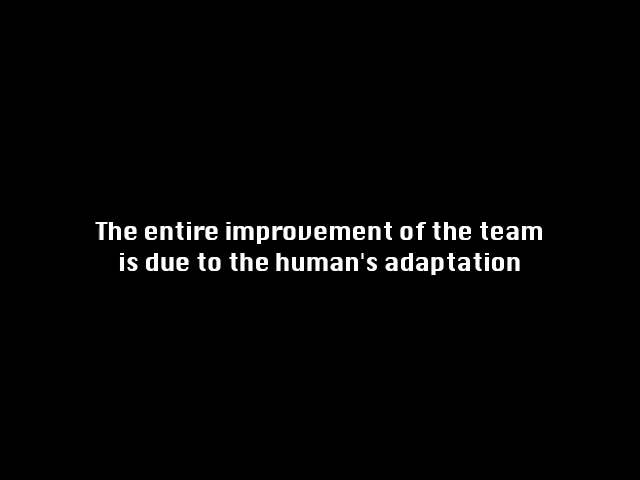 The entire improvement of the team
is due to the human's adaptation